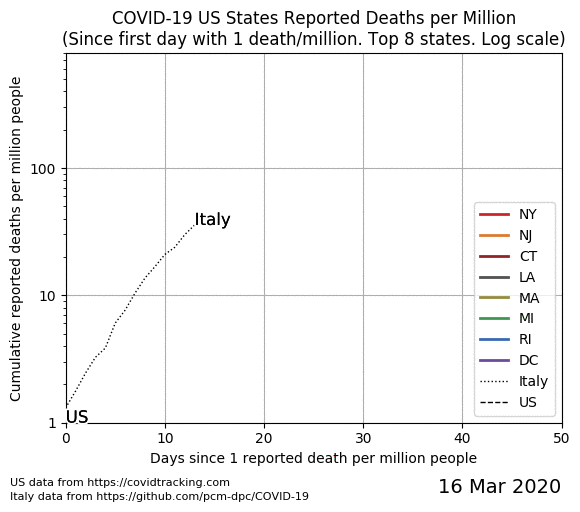 COVID-19 US States Reported Deaths per Million
(Since first day with 1 death/million. Top 8 states. Log scale)
Cumulative reported deaths per million people
100
10
1
Italy
US
NY
NJ
CT
LA
MA
MI
RI
DC
Italy
US
0 10 20 30 40 50
Days since 1 reported death per million people
US data from https://covidtracking.com
Italy data from https://github.com/pcm-dpc/COVID-19
16 Mar 2020